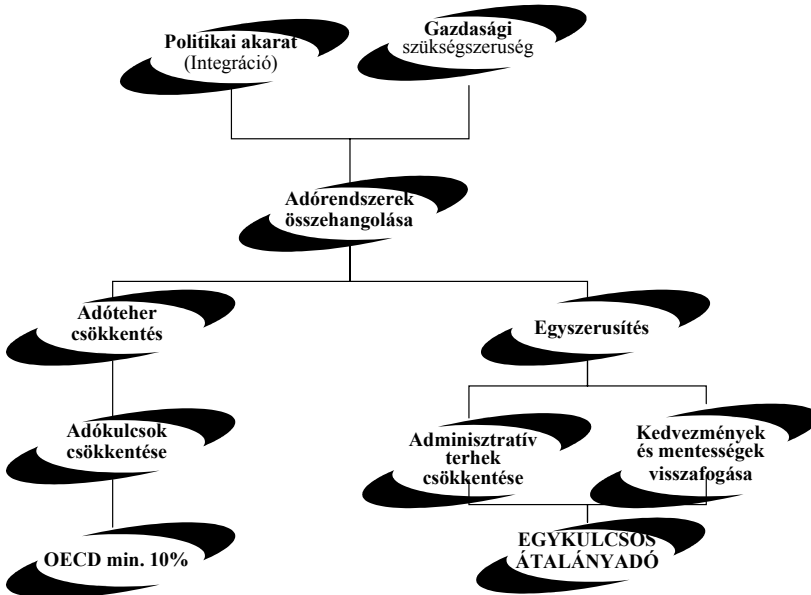 Politikai akarat
(Integráció)
Gazdasági
szükségszeruség
Adórendszerek
összehangolása
Adóteher
csökkentés
Egyszerusítés
Adókulcsok
csökkentése
Adminisztratív
terhek
csökkentése
Kedvezmények
és mentességek
visszafogása
OECD min. 10%
EGYKULCSOS
ÁTALÁNYADÓ